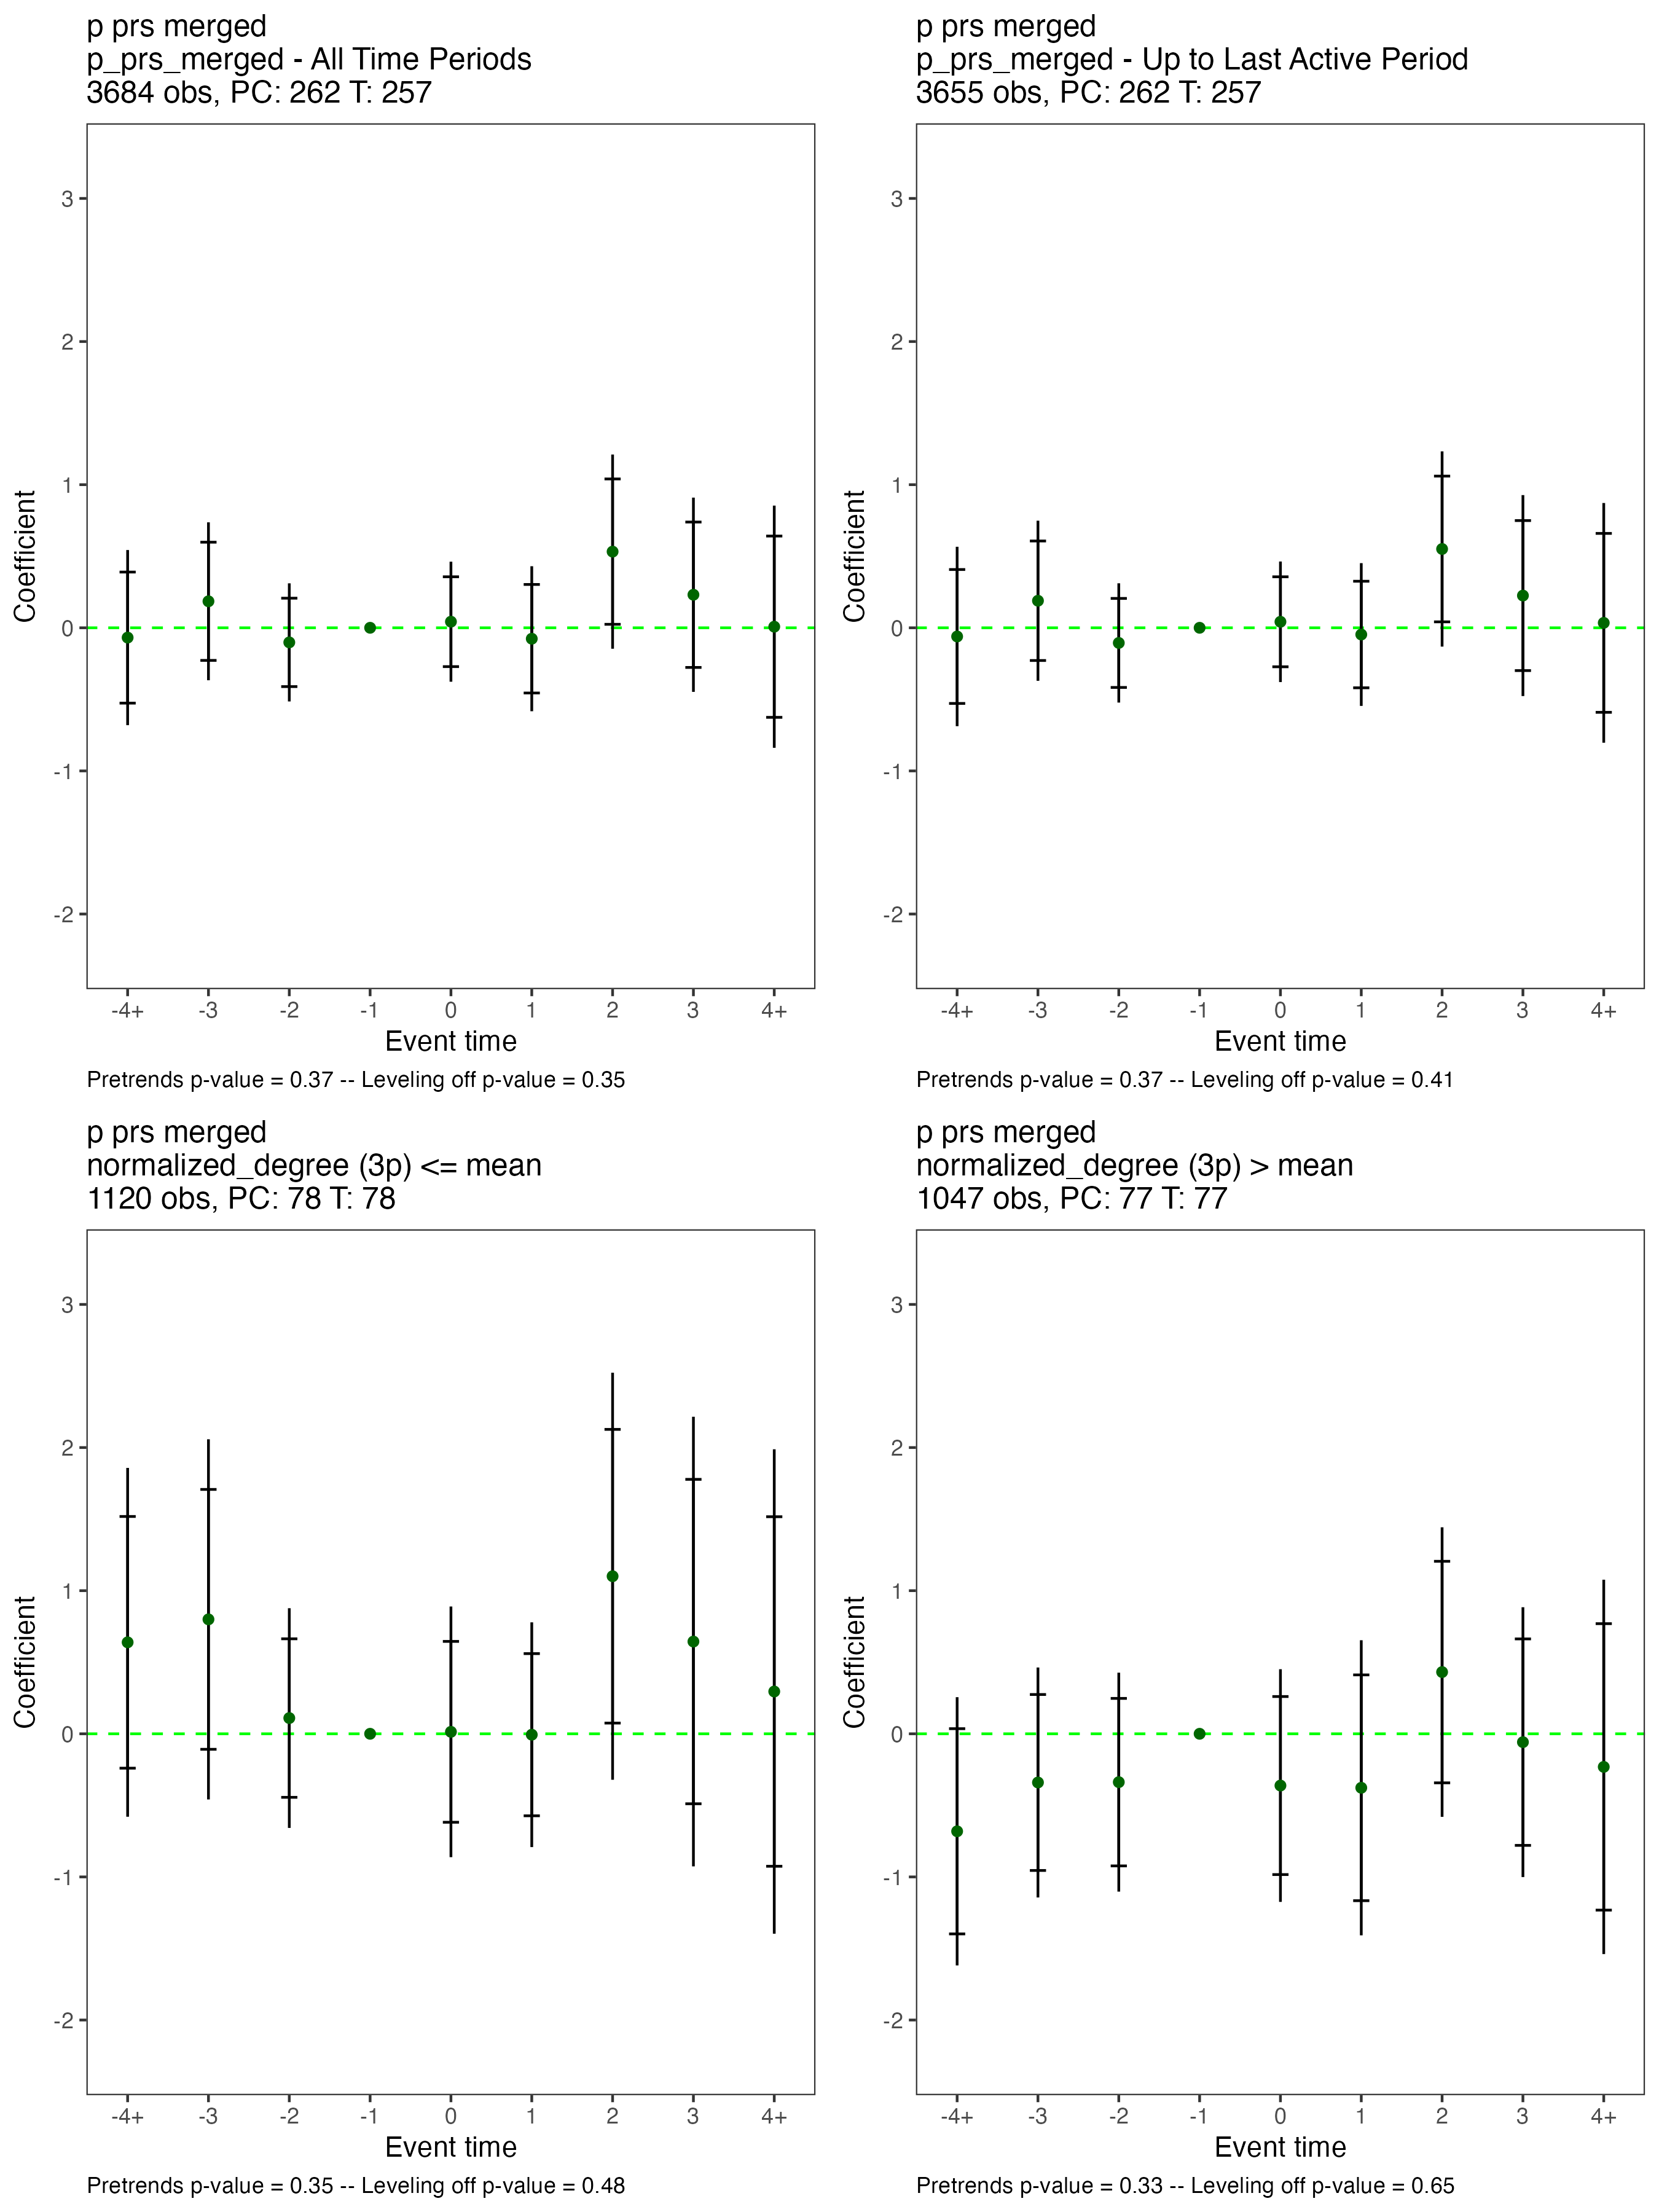 p prs merged
p_prs_merged - All Time Periods
3684 obs, PC: 262 T: 257
3
2
1
0
-1
-2
Coefficient
-4+ -3 -2 -1 0 1 2 3 4+
Event time
Pretrends p-value = 0.37 -- Leveling off p-value = 0.35
p prs merged
p_prs_merged - Up to Last Active Period
3655 obs, PC: 262 T: 257
3
2
1
0
-1
-2
Coefficient
-4+ -3 -2 -1 0 1 2 3 4+
Event time
Pretrends p-value = 0.37 -- Leveling off p-value = 0.41
p prs merged
normalized_degree (3p) <= mean
1120 obs, PC: 78 T: 78
3
2
1
0
-1
-2
Coefficient
-4+ -3 -2 -1 0 1 2 3 4+
Event time
Pretrends p-value = 0.35 -- Leveling off p-value = 0.48
p prs merged
normalized_degree (3p) > mean
1047 obs, PC: 77 T: 77
3
2
1
0
-1
-2
Coefficient
-4+ -3 -2 -1 0 1 2 3 4+
Event time
Pretrends p-value = 0.33 -- Leveling off p-value = 0.65